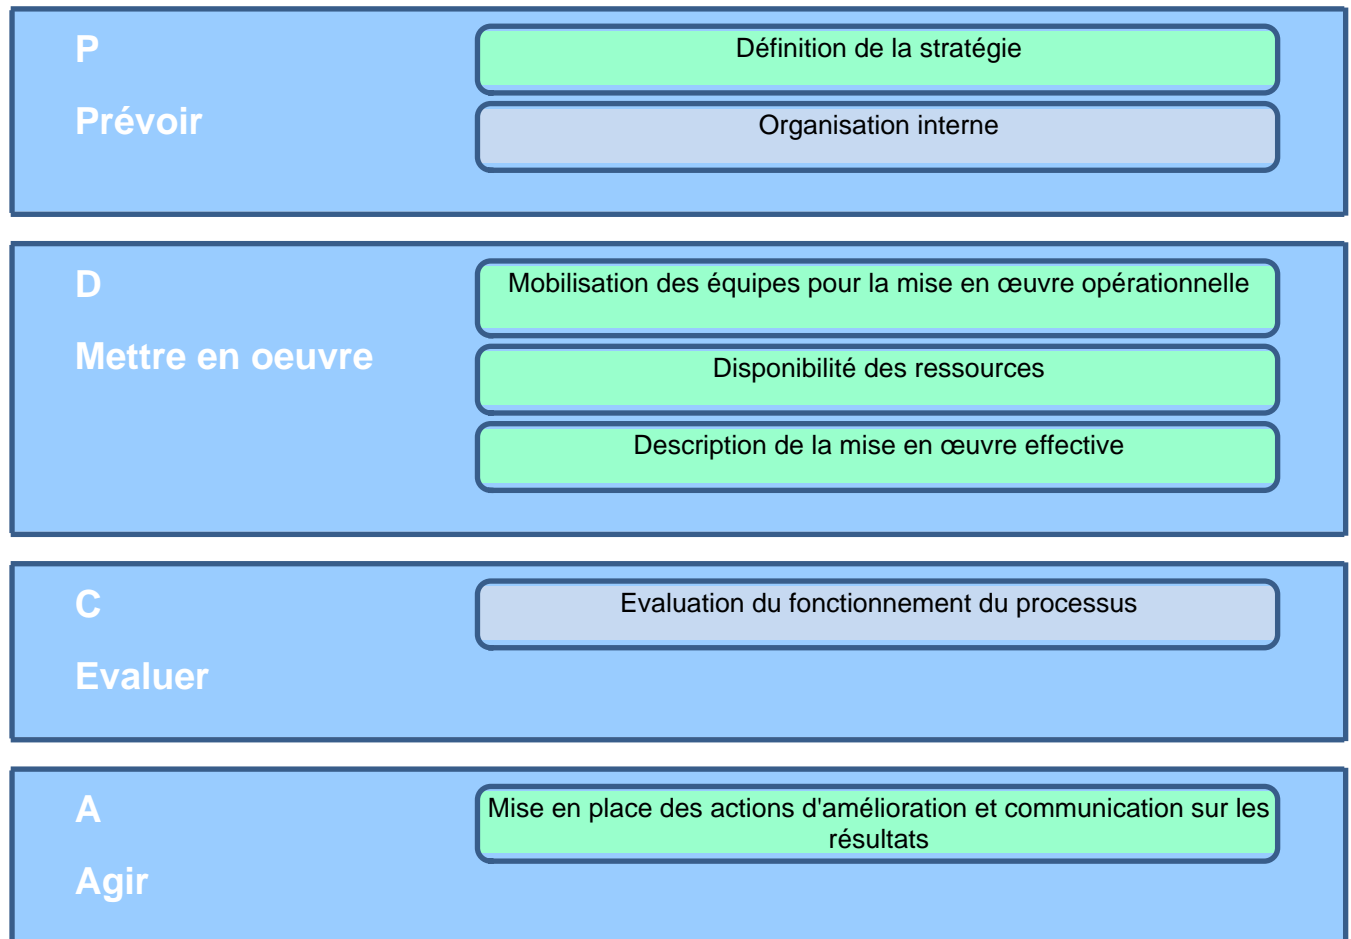 P
Prévoir
Définition de la stratégie
Organisation interne
D
Mettre en oeuvre
Mobilisation des équipes pour la mise en œuvre opérationnelle
Disponibilité des ressources
Description de la mise en œuvre effective
C
Evaluer
Evaluation du fonctionnement du processus
A
Agir
Mise en place des actions d'amélioration et communication sur les
résultats